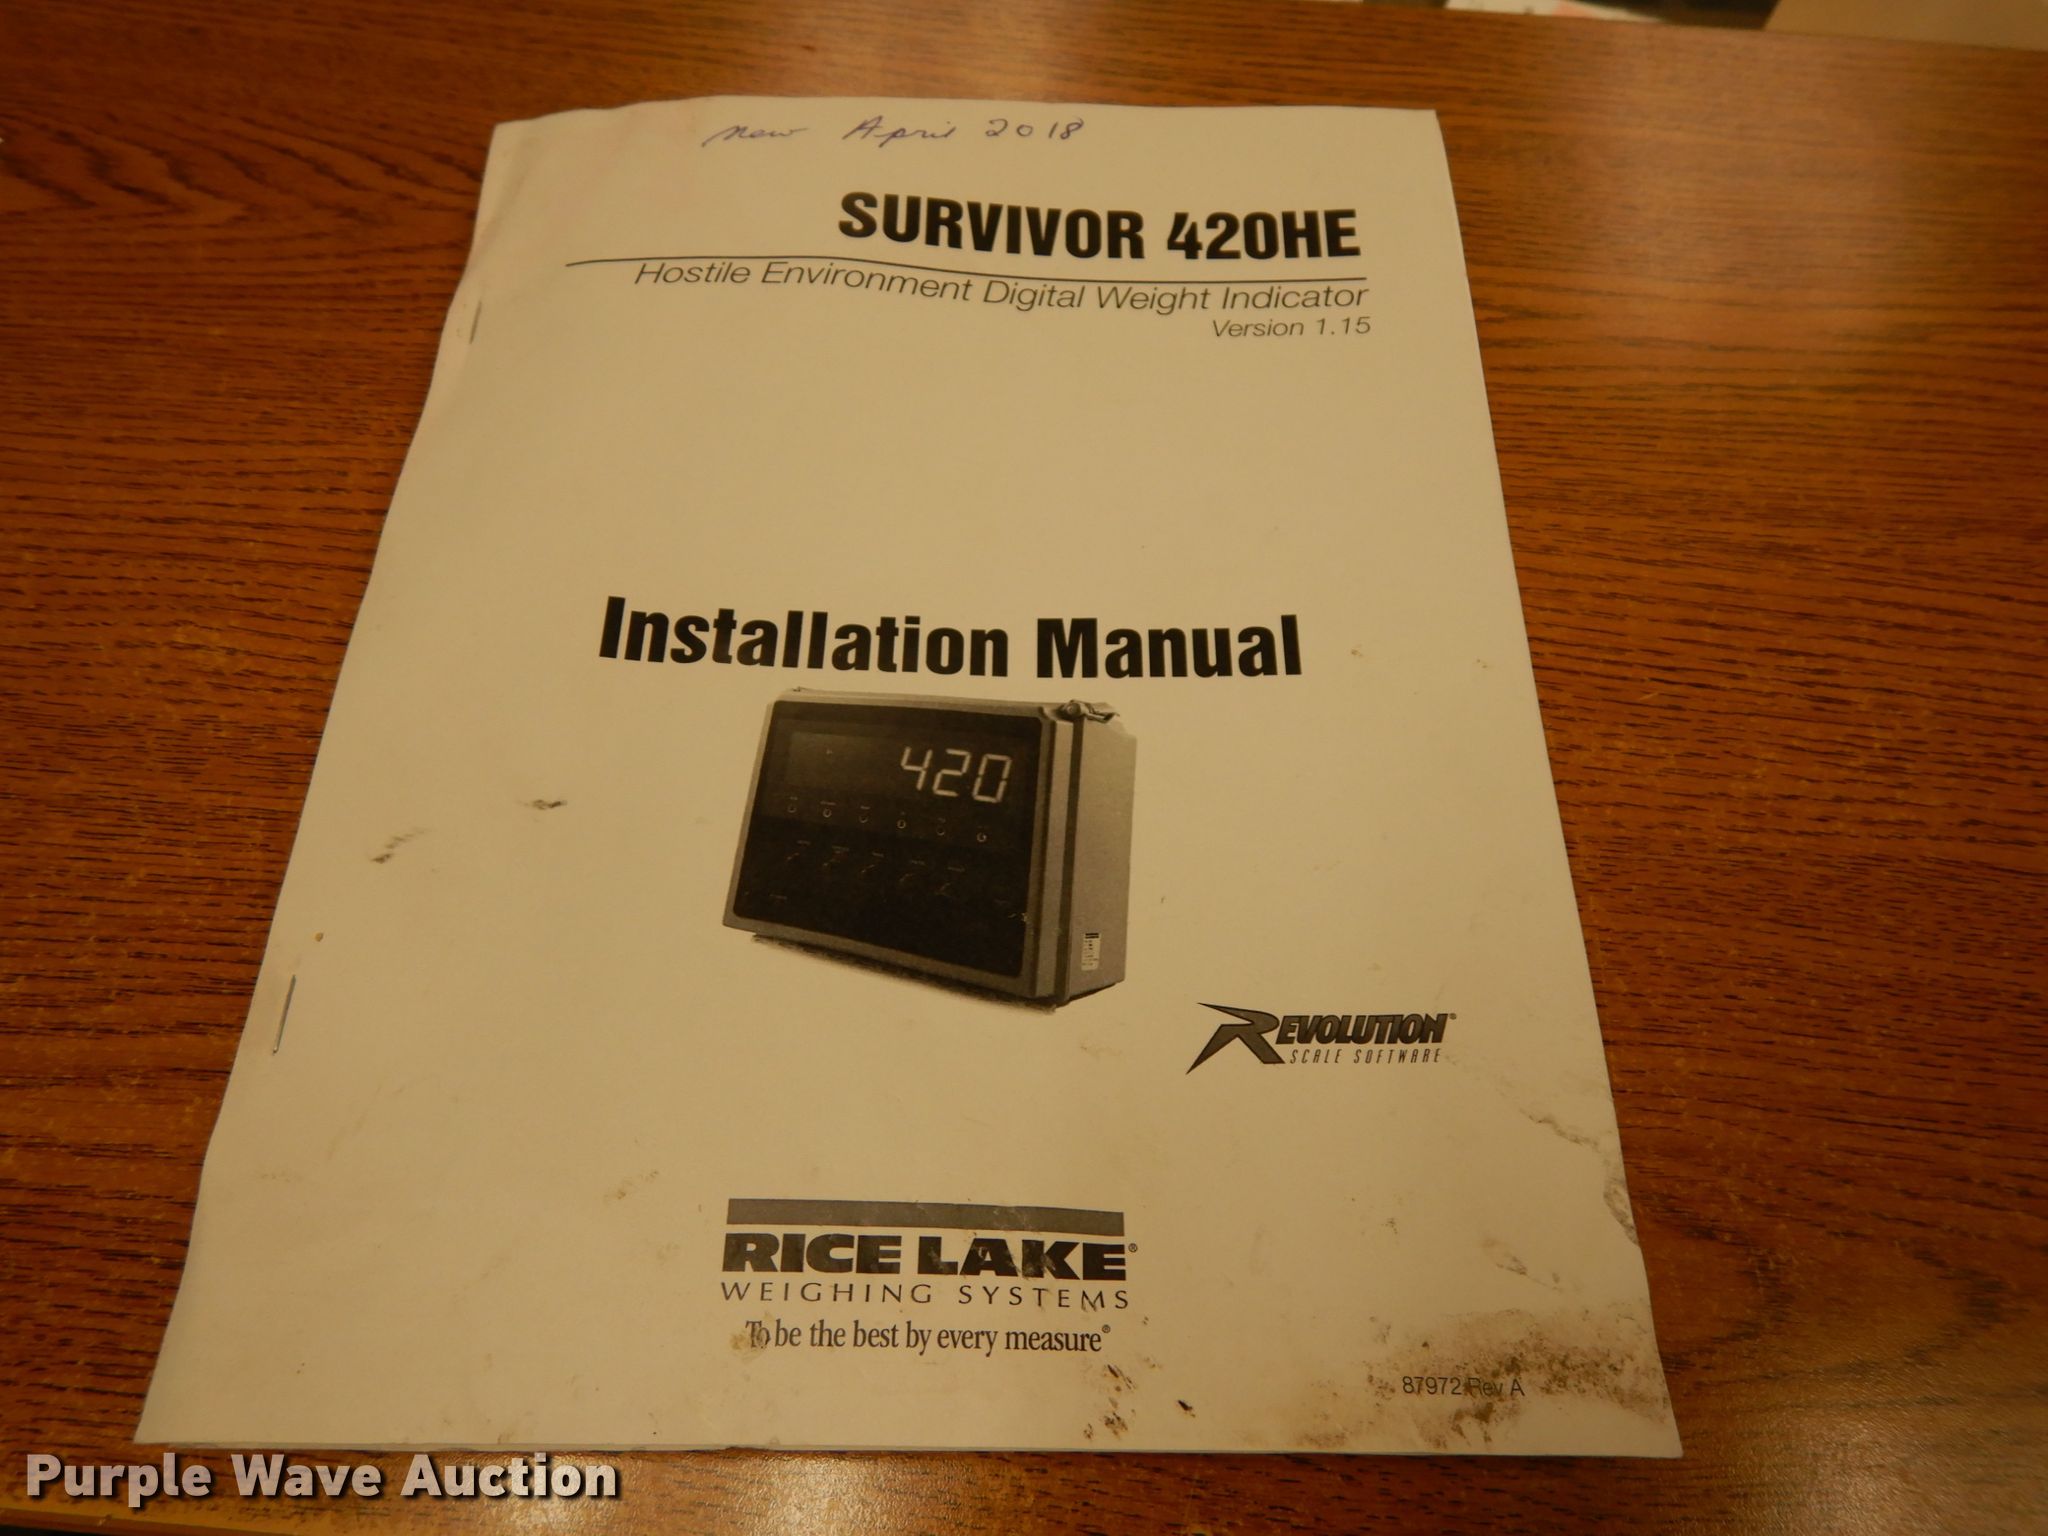 new April 2018
SURVIVOR 420HE
Hostile Environment Digital Weight Indicator
Version 1.15
Installation Manual
420
REVOLUTION®
SCALE SOFTWARE
RICE LAKE®
WEIGHING SYSTEMS
To be the best by every measure®
87972 Rev A
Purple Wave Auction